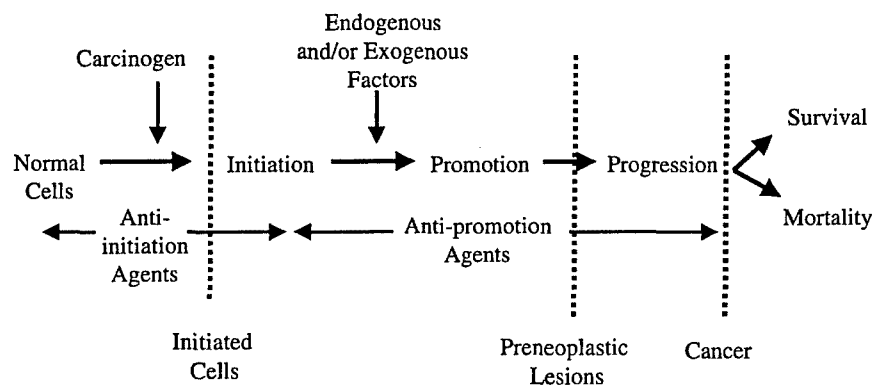 Endogenous
and/or Exogenous
Factors
Carcinogen
Survival
Normal
Cells
Initiation
Promotion
Progression
Mortality
Anti-
initiation
Agents
Anti-promotion
Agents
Initiated
Cells
Preneoplastic
Lesions
Cancer